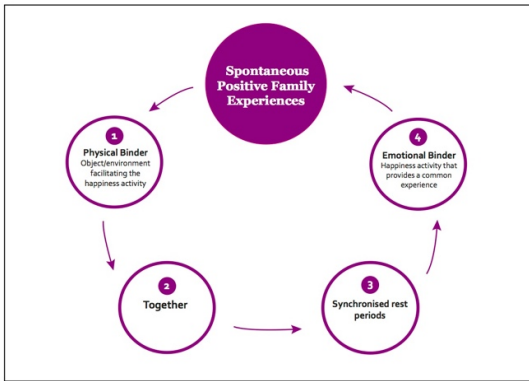 Spontaneous
Positive Family
Experiences
1
Physical Binder
Object/environment
facilitating the
happiness activity
2
Together
3
Synchronised rest
periods
4
Emotional Binder
Happiness activity that
provides a common
experience